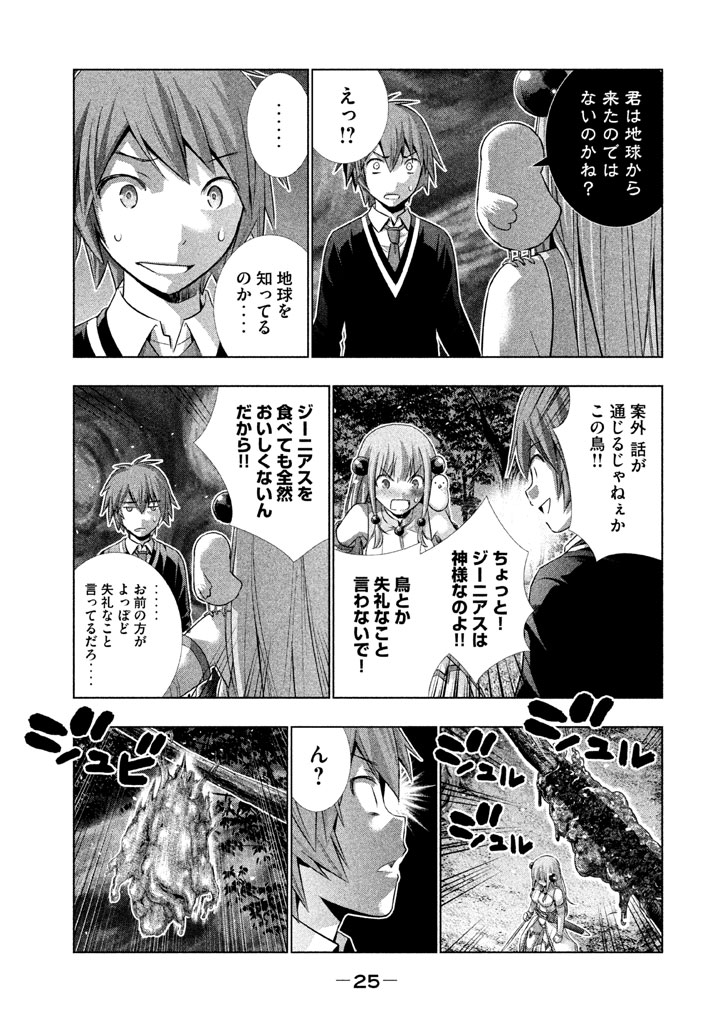 君は地球から
来たのでは
ないのかね？
えっ!?
‥‥‥
地球を
知ってる
のか‥‥
案外 話が
通じるじゃねぇか
この鳥!!
ちょっと！
ジーニアスは
神様なのよ!!
鳥とか
失礼なこと
言わないで！
ジーニアスを
食べても全然
おいしくないん
だから!!
‥‥‥
お前の方が
よっぽど
失礼なこと
言ってるだろ
‥‥
ジュル
ジュル
ジュル
ん？
ジュビ
—25—